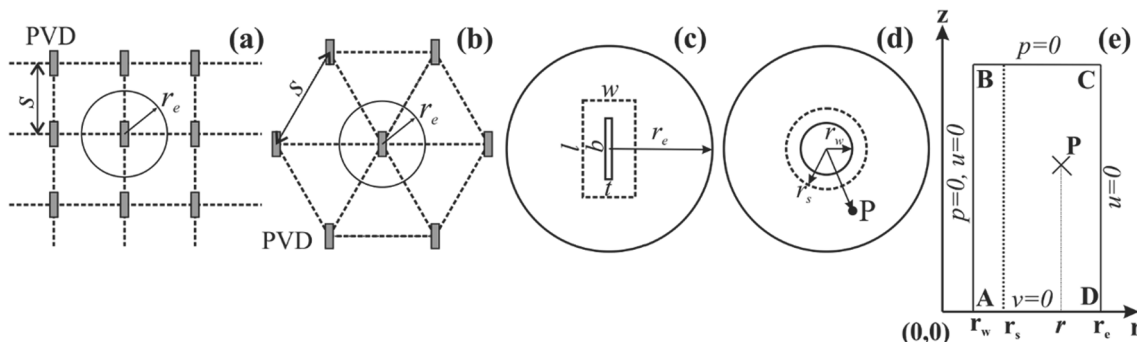 PVD
(a)
s
r_e
(b)
s
r_e
PVD
(c)
w
l
b
r_e
t
(d)
r_w
r_s
P
z
(e)
p=0
B
C
p=0, u=0
P
u=0
A
v=0
D
(0,0)
r_w
r_s
r
r_e
r